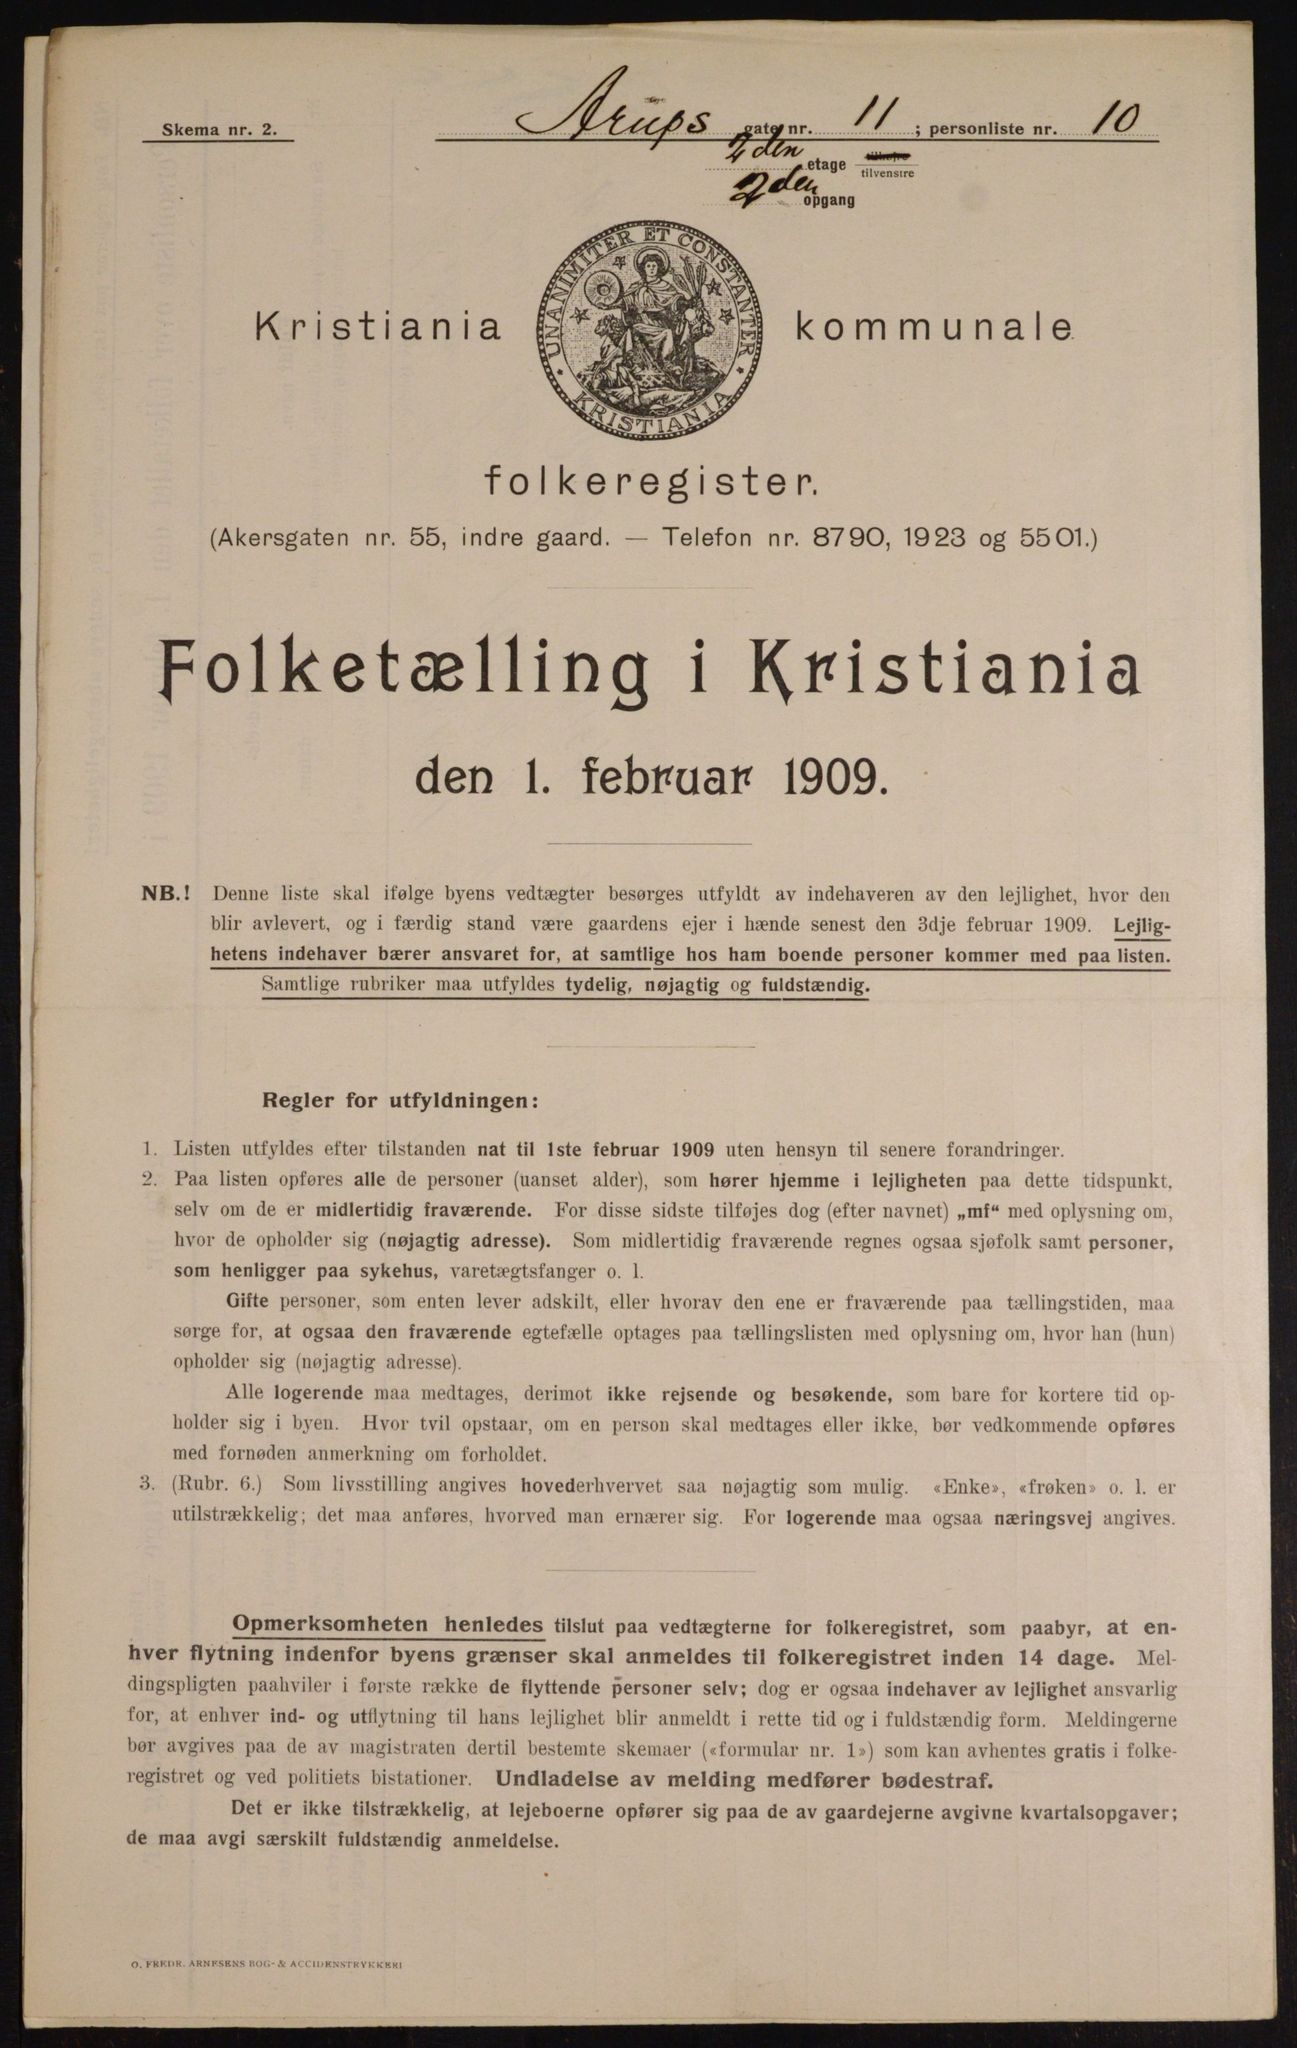 Skema nr. 2.
Arups gate nr. 11 ; personliste nr. 10
2den etage tilhøjre
tilvenstre
2den opgang
UNANIMITER ET CONSTANTER
KRISTIANIA
Kristiania kommunale
folkeregister.
(Akersgaten nr. 55, indre gaard. — Telefon nr. 8790, 1923 og 5501.)
Folketælling i Kristiania
den 1. februar 1909.
NB.! Denne liste skal ifølge byens vedtægter besørges utfyldt av indehaveren av den lejlighet, hvor den
blir avlevert, og i færdig stand være gaardens ejer i hænde senest den 3dje februar 1909. Lejlig-
hetens indehaver bærer ansvaret for, at samtlige hos ham boende personer kommer med paa listen.
Samtlige rubriker maa utfyldes tydelig, nøjagtig og fuldstændig.
Regler for utfyldningen:
1. Listen utfyldes efter tilstanden nat til 1ste februar 1909 uten hensyn til senere forandringer.
2. Paa listen opføres alle de personer (uanset alder), som hører hjemme i lejligheten paa dette tidspunkt,
selv om de er midlertidig fraværende. For disse sidste tilføjes dog (efter navnet) „mf“ med oplysning om,
hvor de opholder sig (nøjagtig adresse). Som midlertidig fraværende regnes ogsaa sjøfolk samt personer,
som henligger paa sykehus, varetægtsfanger o. l.
Gifte personer, som enten lever adskilt, eller hvorav den ene er fraværende paa tællingstiden, maa
sørge for, at ogsaa den fraværende egtefælle optages paa tællingslisten med oplysning om, hvor han (hun)
opholder sig (nøjagtig adresse).
Alle logerende maa medtages, derimot ikke rejsende og besøkende, som bare for kortere tid op-
holder sig i byen. Hvor tvil opstaar, om en person skal medtages eller ikke, bør vedkommende opføres
med fornøden anmerkning om forholdet.
3. (Rubr. 6.) Som livsstilling angives hovederhvervet saa nøjagtig som mulig. «Enke», «frøken» o. l. er
utilstrækkelig; det maa anføres, hvorved man ernærer sig. For logerende maa ogsaa næringsvej angives.
Opmerksomheten henledes tilslut paa vedtægterne for folkeregistret, som paabyr, at en-
hver flytning indenfor byens grænser skal anmeldes til folkeregistret inden 14 dage. Mel-
dingspligten paahviler i første række de flyttende personer selv; dog er ogsaa indehaver av lejlighet ansvarlig
for, at enhver ind- og utflytning til hans lejlighet blir anmeldt i rette tid og i fuldstændig form. Meldingerne
bør avgives paa de av magistraten dertil bestemte skemaer («formular nr. 1») som kan avhentes gratis i folke-
registret og ved politiets bistationer. Undladelse av melding medfører bødestraf.
Det er ikke tilstrækkelig, at lejeboerne opfører sig paa de av gaardejerne avgivne kvartalsopgaver;
de maa avgi særskilt fuldstændig anmeldelse.
O. FREDR. ARNESENS BOG- & ACCIDENSTRYKKERI